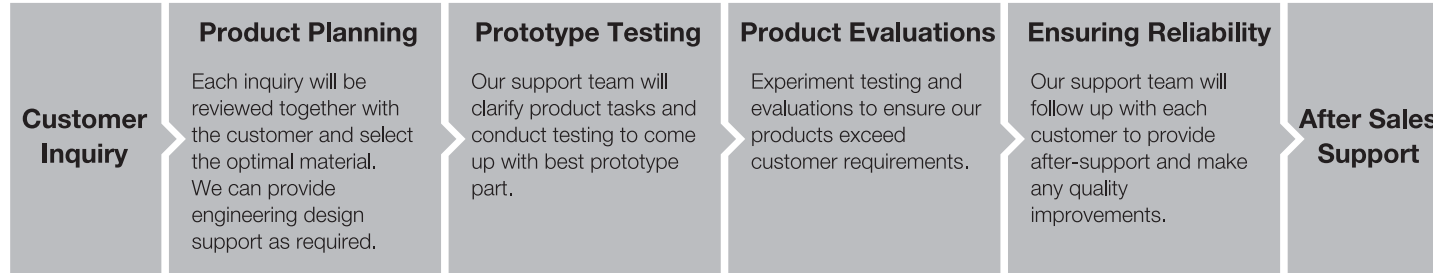 Customer
Inquiry
Product Planning
Each inquiry will be
reviewed together with
the customer and select
the optimal material.
We can provide
engineering design
support as required.
Prototype Testing
Our support team will
clarify product tasks and
conduct testing to come
up with best prototype
part.
Product Evaluations
Experiment testing and
evaluations to ensure our
products exceed
customer requirements.
Ensuring Reliability
Our support team will
follow up with each
customer to provide
after-support and make
any quality
improvements.
After Sales
Support